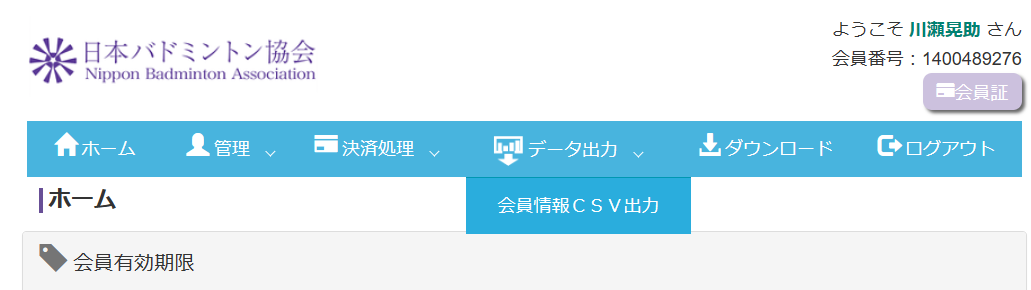 ようこそ 川瀬晃助 さん
日本バドミントン協会
Nippon Badminton Association
会員番号：1400489276
会員証
ホーム 管理 決済処理 データ出力 ダウンロード ログアウト
ホーム
会員情報ＣＳＶ出力
会員有効期限